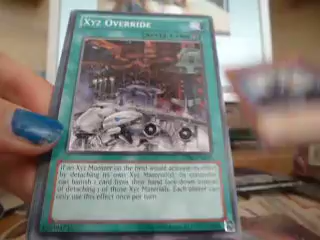 Xyz Override
If an Xyz Monster on the field would activate its effect
by detaching its own Xyz Material(s), its controller
can banish 1 card from their hand face-down instead
of detaching 1 of those Xyz Materials. Each player can
only use this effect once per turn.